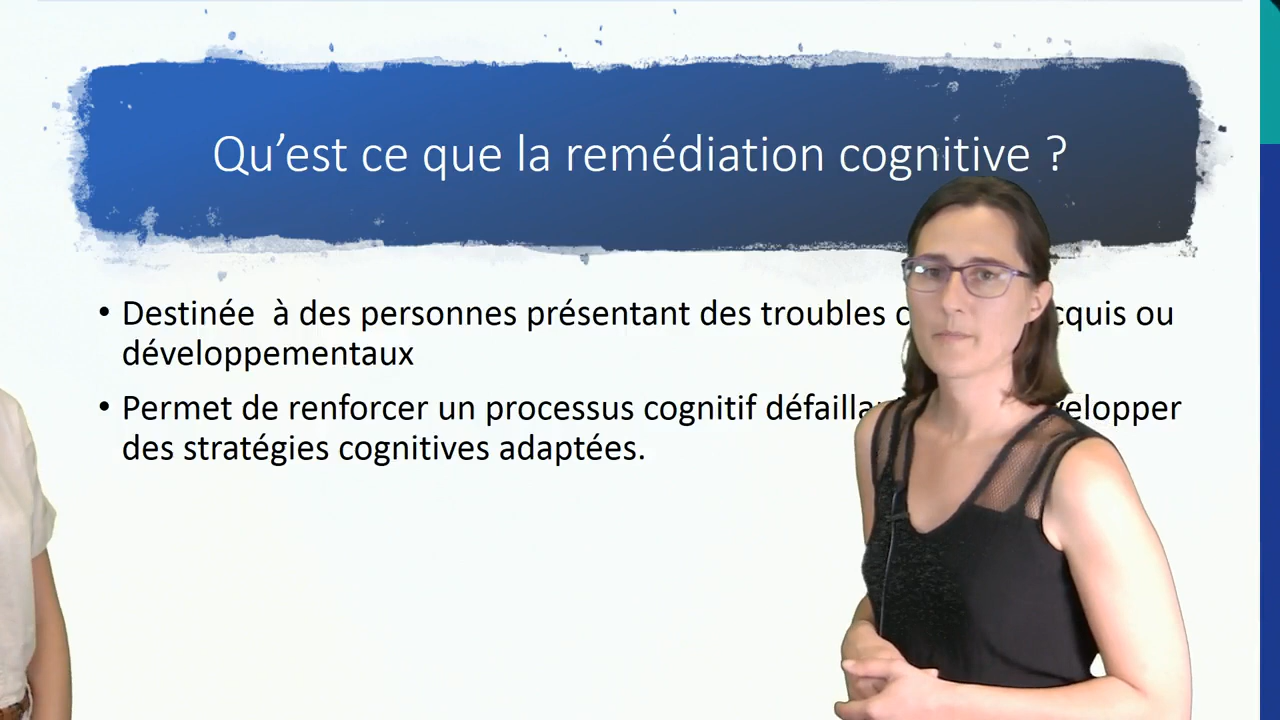 Qu’est ce que la remédiation cognitive ?
• Destinée à des personnes présentant des troubles ou
développementaux
• Permet de renforcer un processus cognitif
des stratégies cognitives adaptées.